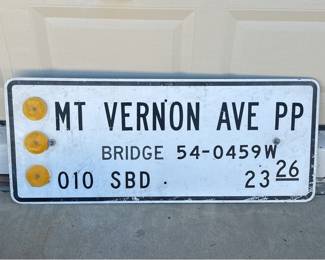 MT VERNON AVE PP
BRIDGE 54-0459W
010 SBD 23 26